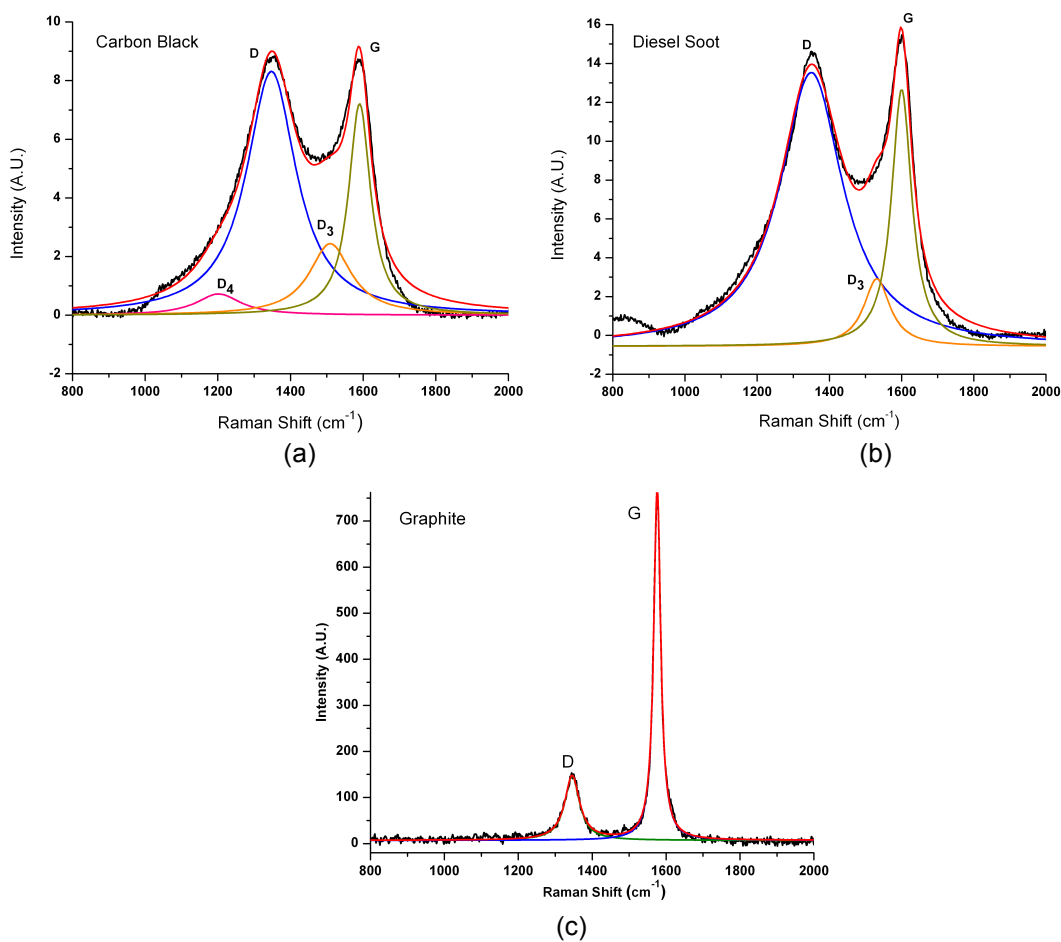 Carbon Black
D
G
D3
D4
10
8
6
4
2
0
-2
Intensity (A.U.)
800 1000 1200 1400 1600 1800 2000
Raman Shift (cm-1)
(a)
Diesel Soot
D
G
D3
16
14
12
10
8
6
4
2
0
-2
Intensity (A.U.)
800 1000 1200 1400 1600 1800 2000
Raman Shift (cm-1)
(b)
Graphite
G
D
700
600
500
400
300
200
100
0
Intensity (A.U.)
800 1000 1200 1400 1600 1800 2000
Raman Shift (cm-1)
(c)